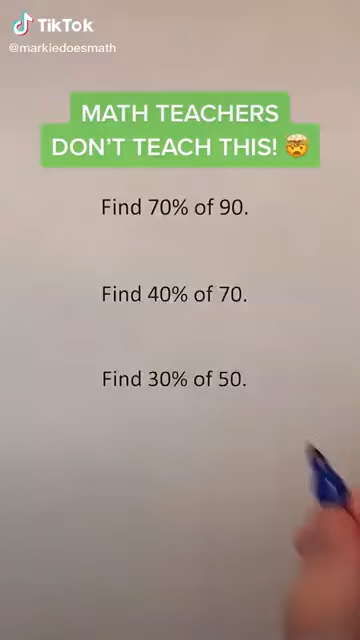 TikTok
@markiedoesmath
MATH TEACHERS
DON'T TEACH THIS! 🤯
Find 70% of 90.
Find 40% of 70.
Find 30% of 50.